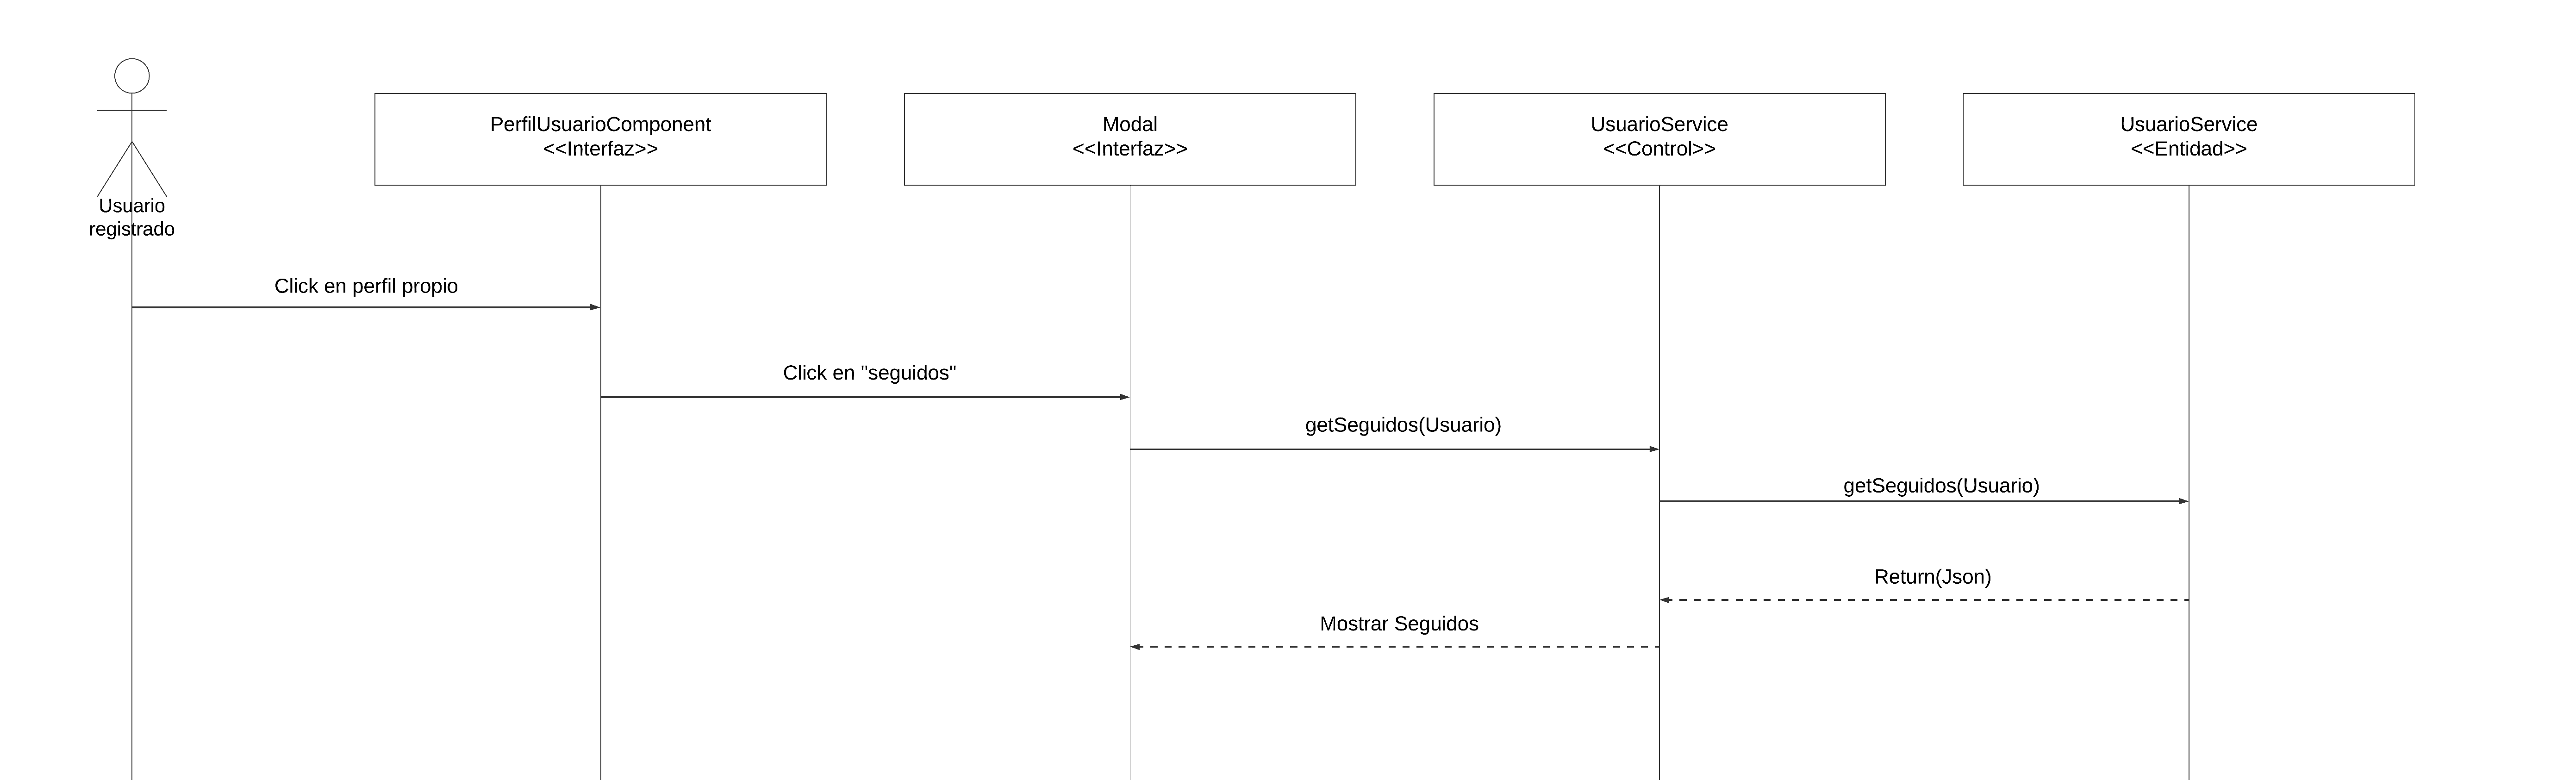 Usuario
registrado
PerfilUsuarioComponent
<<Interfaz>>
Modal
<<Interfaz>>
UsuarioService
<<Control>>
UsuarioService
<<Entidad>>
Click en perfil propio
Click en "seguidos"
getSeguidos(Usuario)
getSeguidos(Usuario)
Return(Json)
Mostrar Seguidos